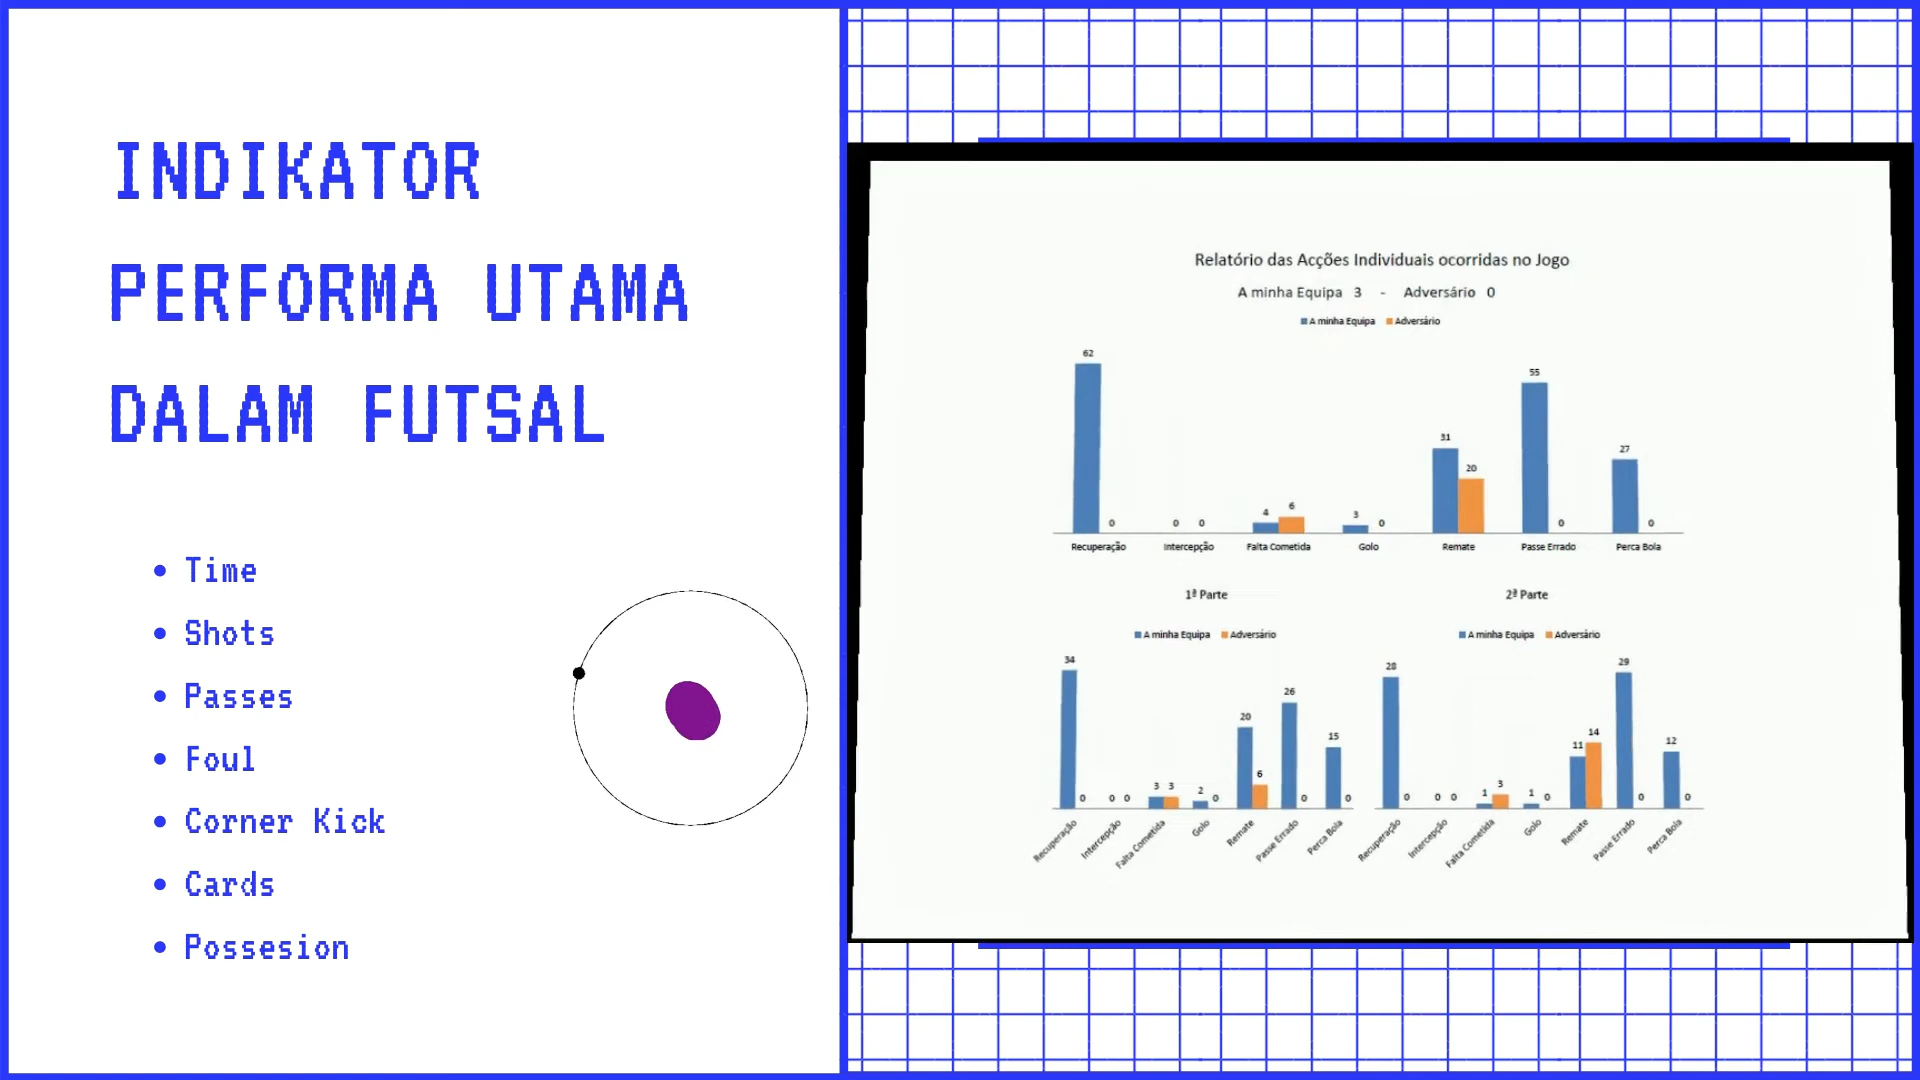 INDIKATOR
PERFORMA UTAMA
DALAM FUTSAL
Time
Shots
Passes
Foul
Corner Kick
Cards
Possesion
Relatório das Acções Individuais ocorridas no Jogo
A minha Equipa 3 - Adversário 0
A minha Equipa Adversário
62 0 0 0 4 6 3 0 31 20 55 0 27 0
Recuperação Intercepção Falta Cometida Golo Remate Passe Errado Perca Bola
1ª Parte
A minha Equipa Adversário
34 0 0 0 3 3 2 0 20 6 26 0 15 0
Recuperação Intercepção Falta Cometida Golo Remate Passe Errado Perca Bola
2ª Parte
A minha Equipa Adversário
28 0 0 0 1 3 1 0 11 14 29 0 12 0
Recuperação Intercepção Falta Cometida Golo Remate Passe Errado Perca Bola